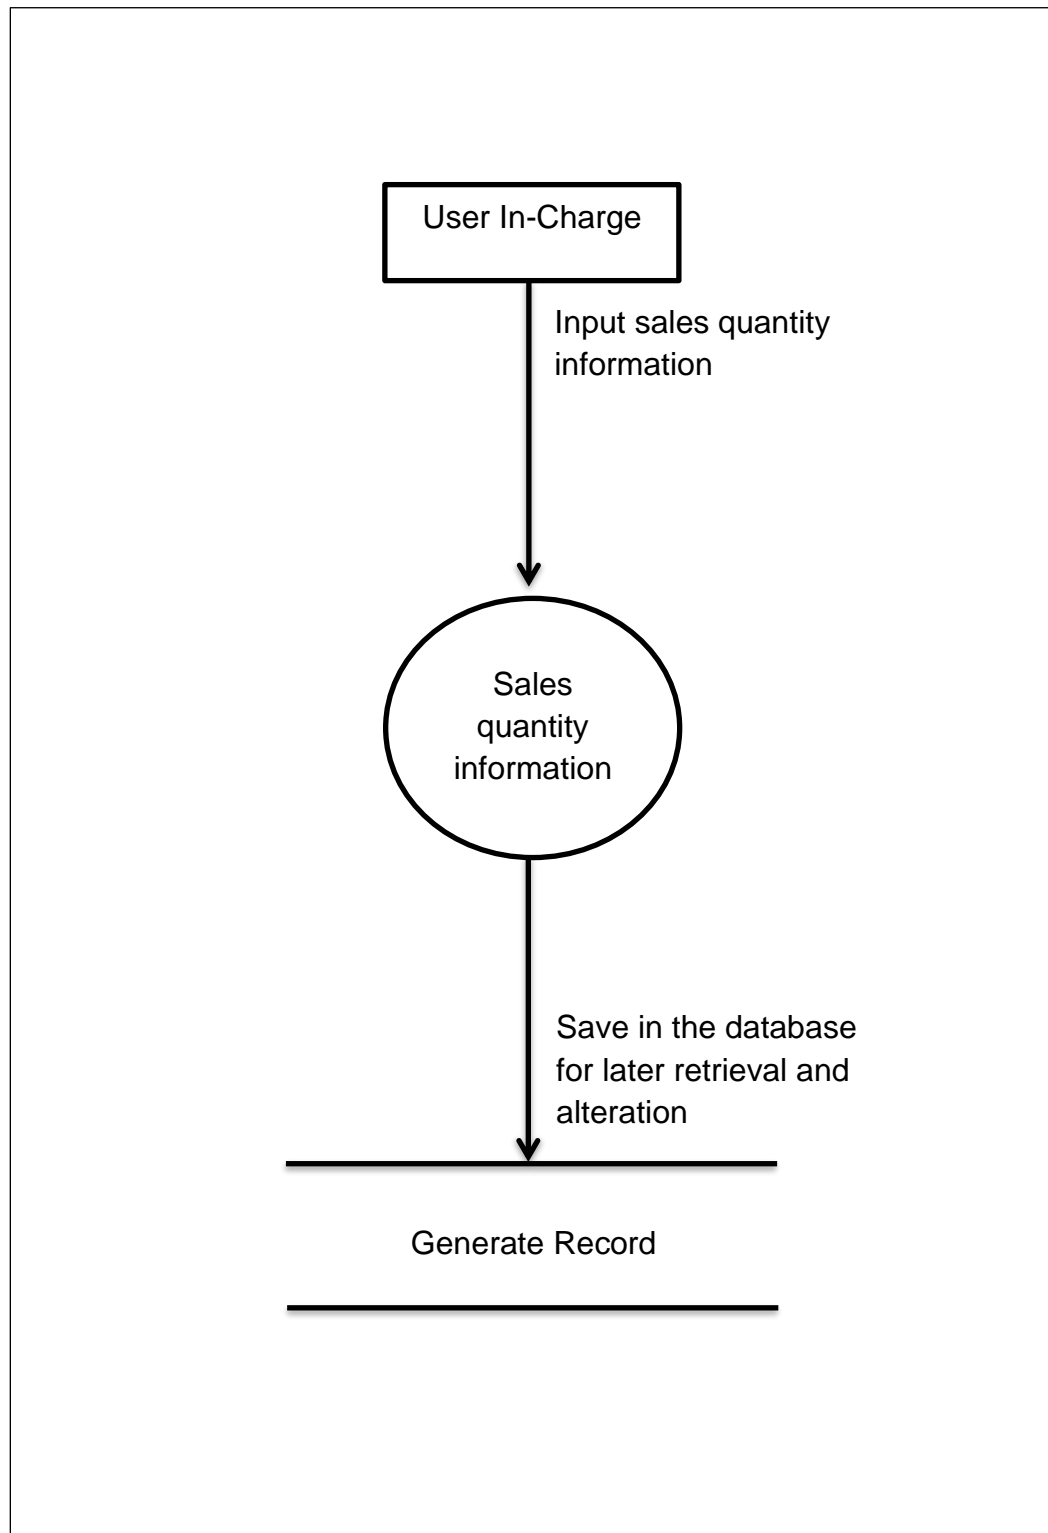 User In-Charge
Input sales quantity
information
Sales
quantity
information
Save in the database
for later retrieval and
alteration
Generate Record